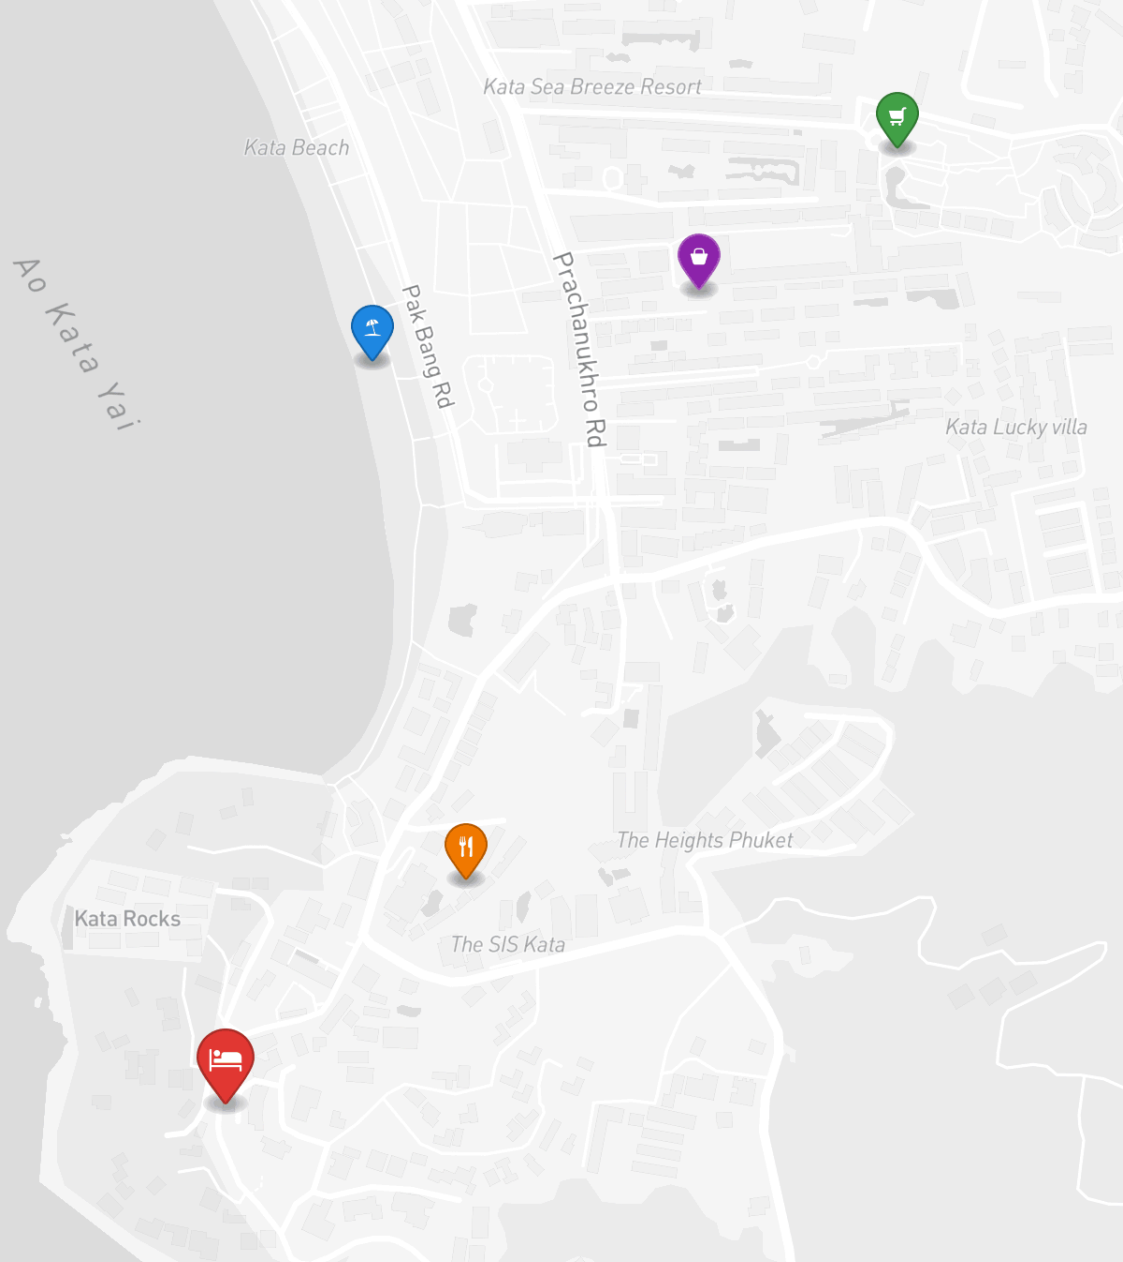 Kata Sea Breeze Resort
Kata Beach
Ao Kata Yai
Pak Bang Rd
Prachanukhro Rd
Kata Lucky villa
The Heights Phuket
Kata Rocks
The SIS Kata